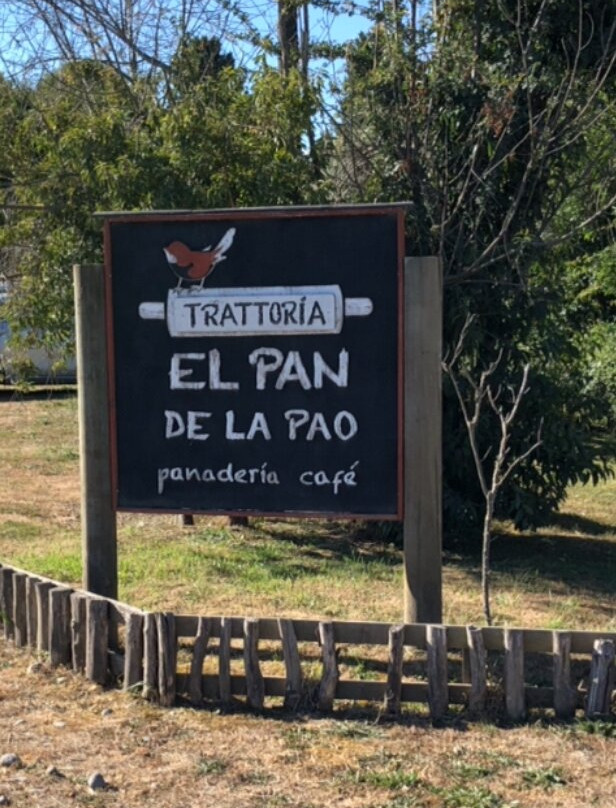 TRATTORÍA
EL PAN
DE LA PAO
panadería café